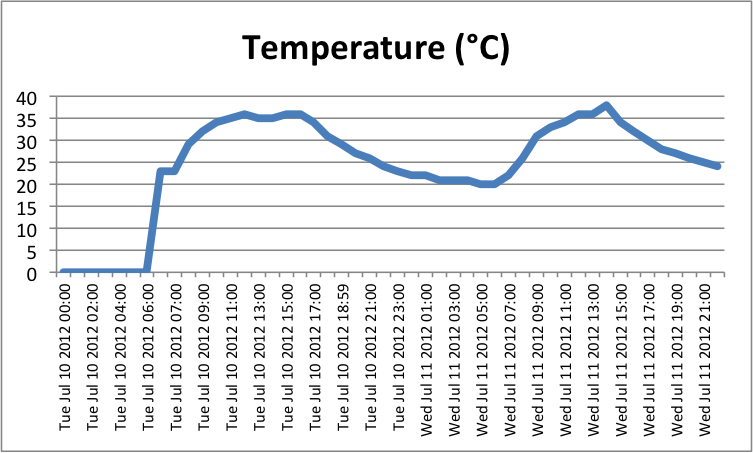 Temperature (°C)
40
35
30
25
20
15
10
5
0
Tue Jul 10 2012 00:00
Tue Jul 10 2012 02:00
Tue Jul 10 2012 04:00
Tue Jul 10 2012 06:00
Tue Jul 10 2012 07:00
Tue Jul 10 2012 09:00
Tue Jul 10 2012 11:00
Tue Jul 10 2012 13:00
Tue Jul 10 2012 15:00
Tue Jul 10 2012 17:00
Tue Jul 10 2012 18:59
Tue Jul 10 2012 21:00
Tue Jul 10 2012 23:00
Wed Jul 11 2012 01:00
Wed Jul 11 2012 03:00
Wed Jul 11 2012 05:00
Wed Jul 11 2012 07:00
Wed Jul 11 2012 09:00
Wed Jul 11 2012 11:00
Wed Jul 11 2012 13:00
Wed Jul 11 2012 15:00
Wed Jul 11 2012 17:00
Wed Jul 11 2012 19:00
Wed Jul 11 2012 21:00